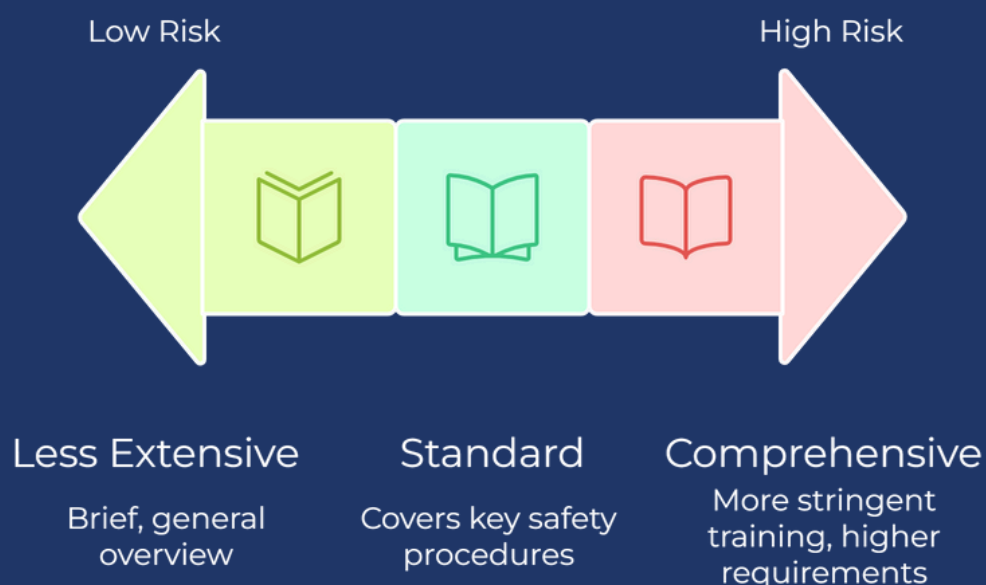 Low Risk
High Risk
Less Extensive
Brief, general
overview
Standard
Covers key safety
procedures
Comprehensive
More stringent
training, higher
requirements